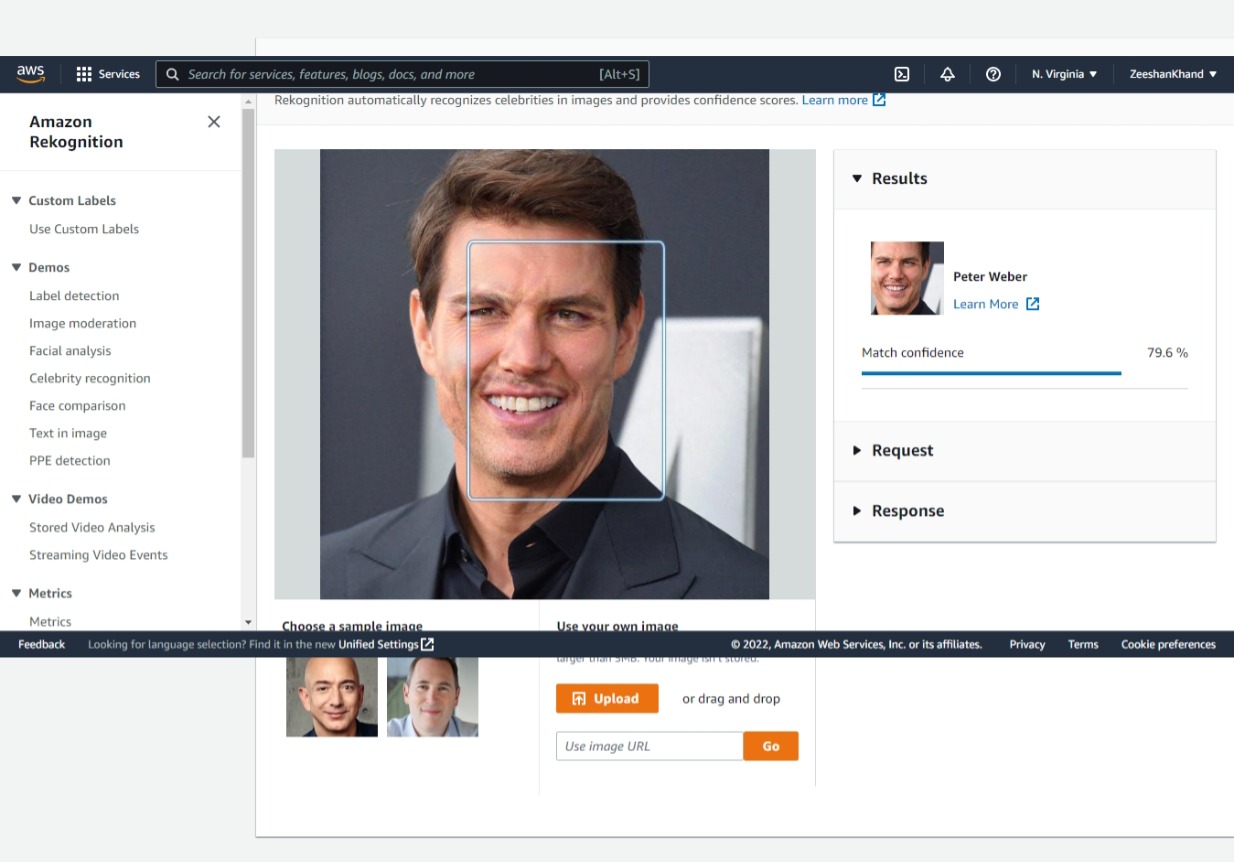 aws
Services
Search for services, features, blogs, docs, and more
[Alt+S]
N. Virginia
ZeeshanKhand
Amazon
Rekognition
Custom Labels
Use Custom Labels
Demos
Label detection
Image moderation
Facial analysis
Celebrity recognition
Face comparison
Text in image
PPE detection
Video Demos
Stored Video Analysis
Streaming Video Events
Metrics
Metrics
Rekognition automatically recognizes celebrities in images and provides confidence scores. Learn more
Results
Peter Weber
Learn More
Match confidence
79.6 %
Request
Response
Choose a sample image
Use your own image
Feedback
Looking for language selection? Find it in the new Unified Settings
© 2022, Amazon Web Services, Inc. or its affiliates.
Privacy
Terms
Cookie preferences
larger than 5MB. Your image isn't stored.
Upload
or drag and drop
Use image URL
Go